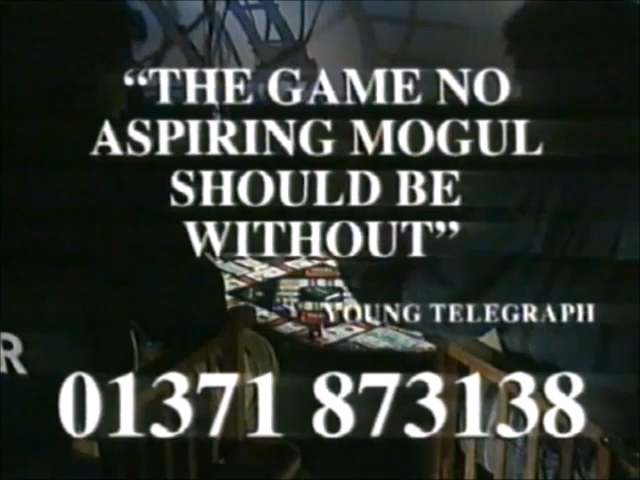 “THE GAME NO
ASPIRING MOGUL
SHOULD BE
WITHOUT”
YOUNG TELEGRAPH
R
01371 873138